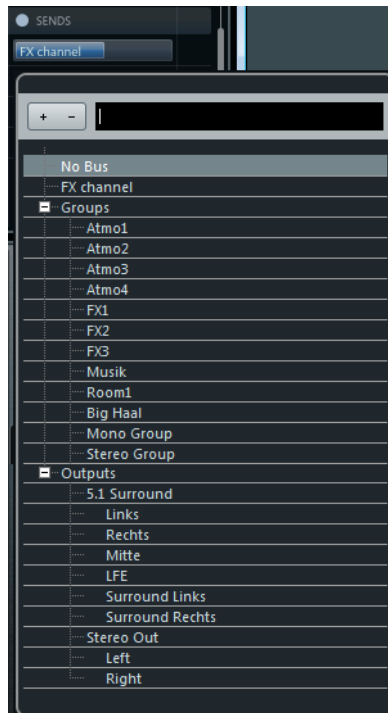 SENDS
FX channel
+ -
No Bus
FX channel
Groups
Atmo1
Atmo2
Atmo3
Atmo4
FX1
FX2
FX3
Musik
Room1
Big Haal
Mono Group
Stereo Group
Outputs
5.1 Surround
Links
Rechts
Mitte
LFE
Surround Links
Surround Rechts
Stereo Out
Left
Right